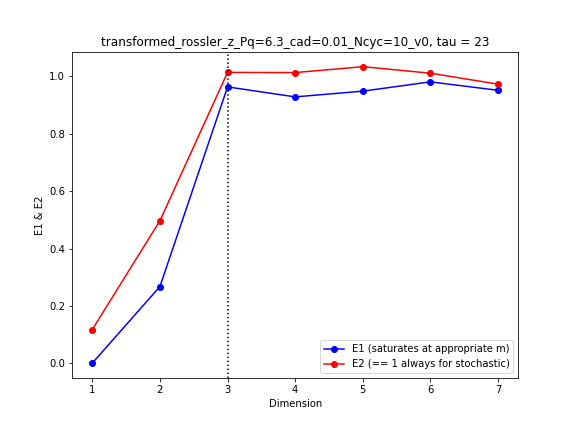 transformed_rossler_z_Pq=6.3_cad=0.01_Ncyc=10_v0, tau = 23
1.0
0.8
0.6
0.4
0.2
0.0
E1 & E2
E1 (saturates at appropriate m)
E2 (== 1 always for stochastic)
1 2 3 4 5 6 7
Dimension